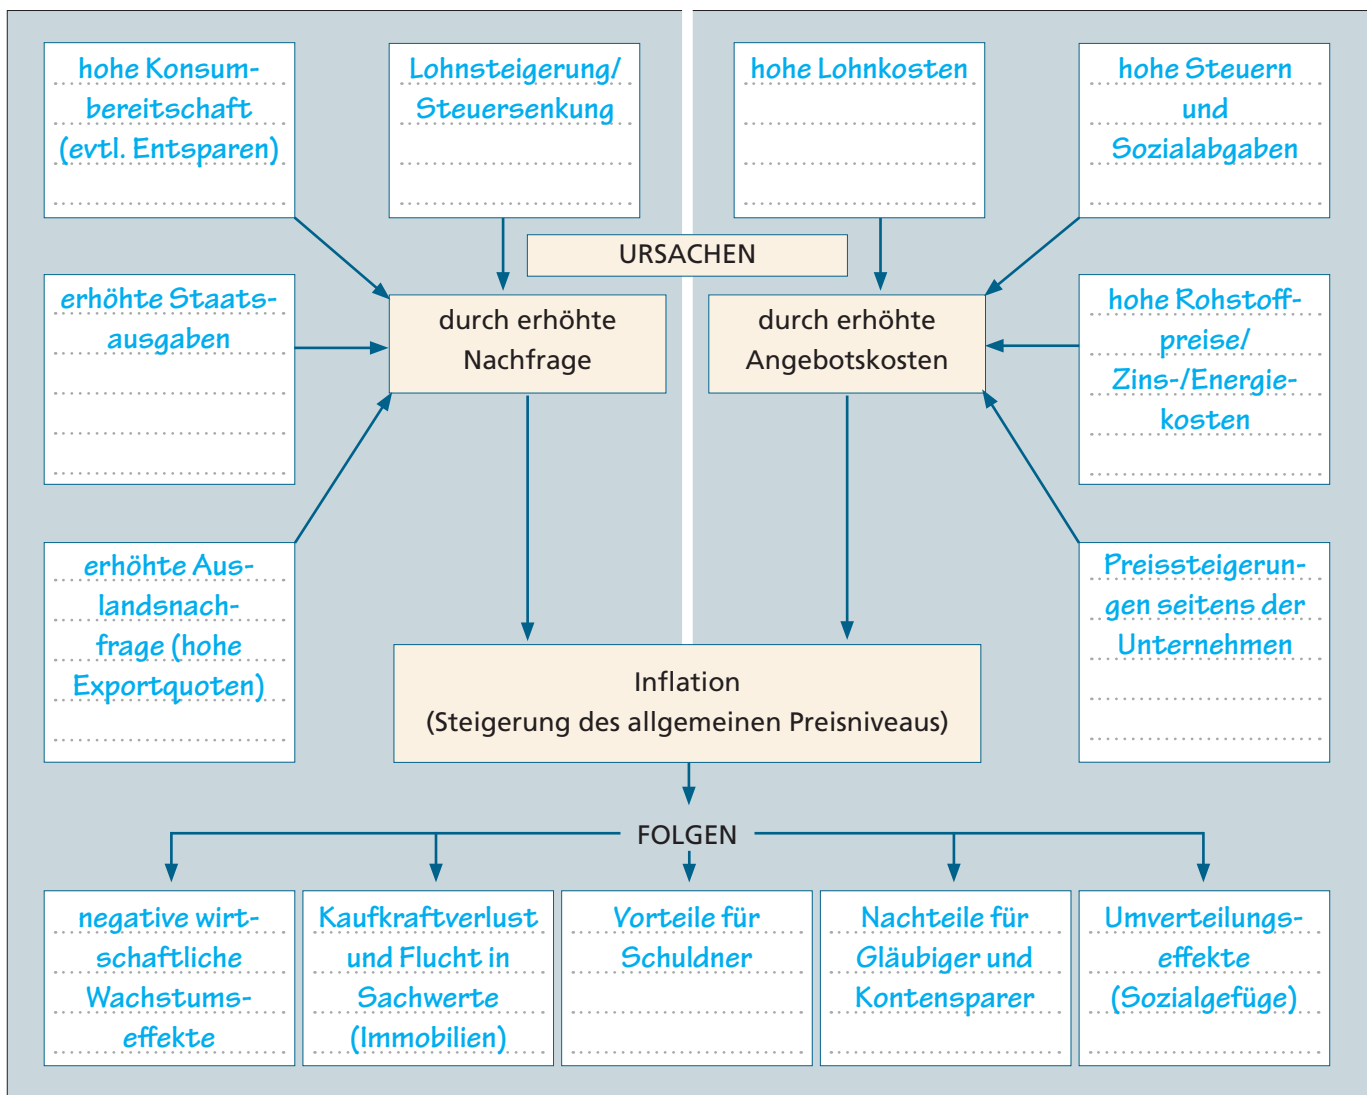 hohe Konsum-
bereitschaft
(evtl. Entsparen)
Lohnsteigerung/
Steuersenkung
hohe Lohnkosten
hohe Steuern
und
Sozialabgaben
URSACHEN
erhöhte Staats-
ausgaben
durch erhöhte
Nachfrage
durch erhöhte
Angebotskosten
hohe Rohstoff-
preise/
Zins-/Energie-
kosten
erhöhte Aus-
landsnach-
frage (hohe
Exportquoten)
Preissteigerun-
gen seitens der
Unternehmen
Inflation
(Steigerung des allgemeinen Preisniveaus)
FOLGEN
negative wirt-
schaftliche
Wachstums-
effekte
Kaufkraftverlust
und Flucht in
Sachwerte
(Immobilien)
Vorteile für
Schuldner
Nachteile für
Gläubiger und
Kontensparer
Umverteilungs-
effekte
(Sozialgefüge)